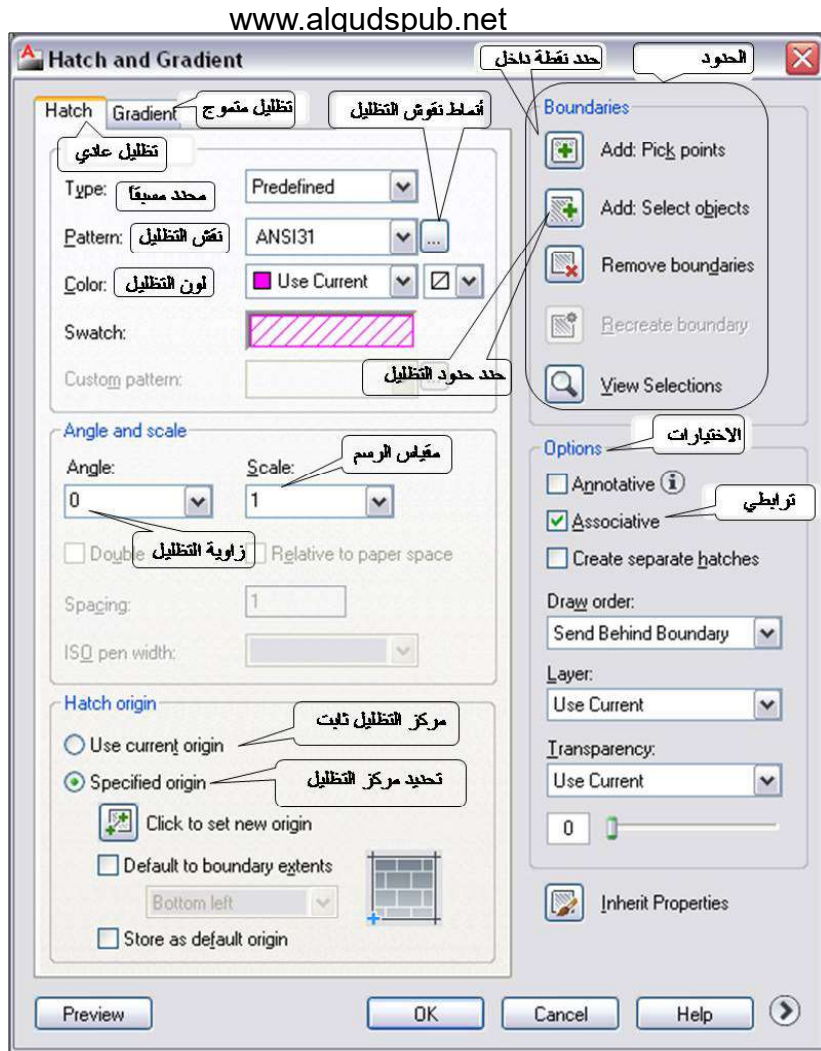 www.alqudspub.net
Hatch and Gradient
حدد نقطة داخل
الحدود
Hatch
Gradient
تظليل متموج
أنماط نقوش التظليل
تظليل عادي
Type:
محدد مسبقاً
Predefined
Pattern:
نقش التظليل
ANSI31
...
Color:
لون التظليل
Use Current
Swatch:
Custom pattern:
حدد حدود التظليل
Angle and scale
مقياس الرسم
Angle:
Scale:
0
1
Double
زاوية التظليل
Relative to paper space
Spacing:
1
ISO pen width:
Hatch origin
مركز التظليل ثابت
Use current origin
Specified origin
تحديد مركز التظليل
Click to set new origin
Default to boundary extents
Bottom left
Store as default origin
Boundaries
Add: Pick points
Add: Select objects
Remove boundaries
Recreate boundary
View Selections
Options
الاختيارات
Annotative
ترابطي
Associative
Create separate hatches
Draw order:
Send Behind Boundary
Layer:
Use Current
Transparency:
Use Current
0
Inherit Properties
Preview
OK
Cancel
Help